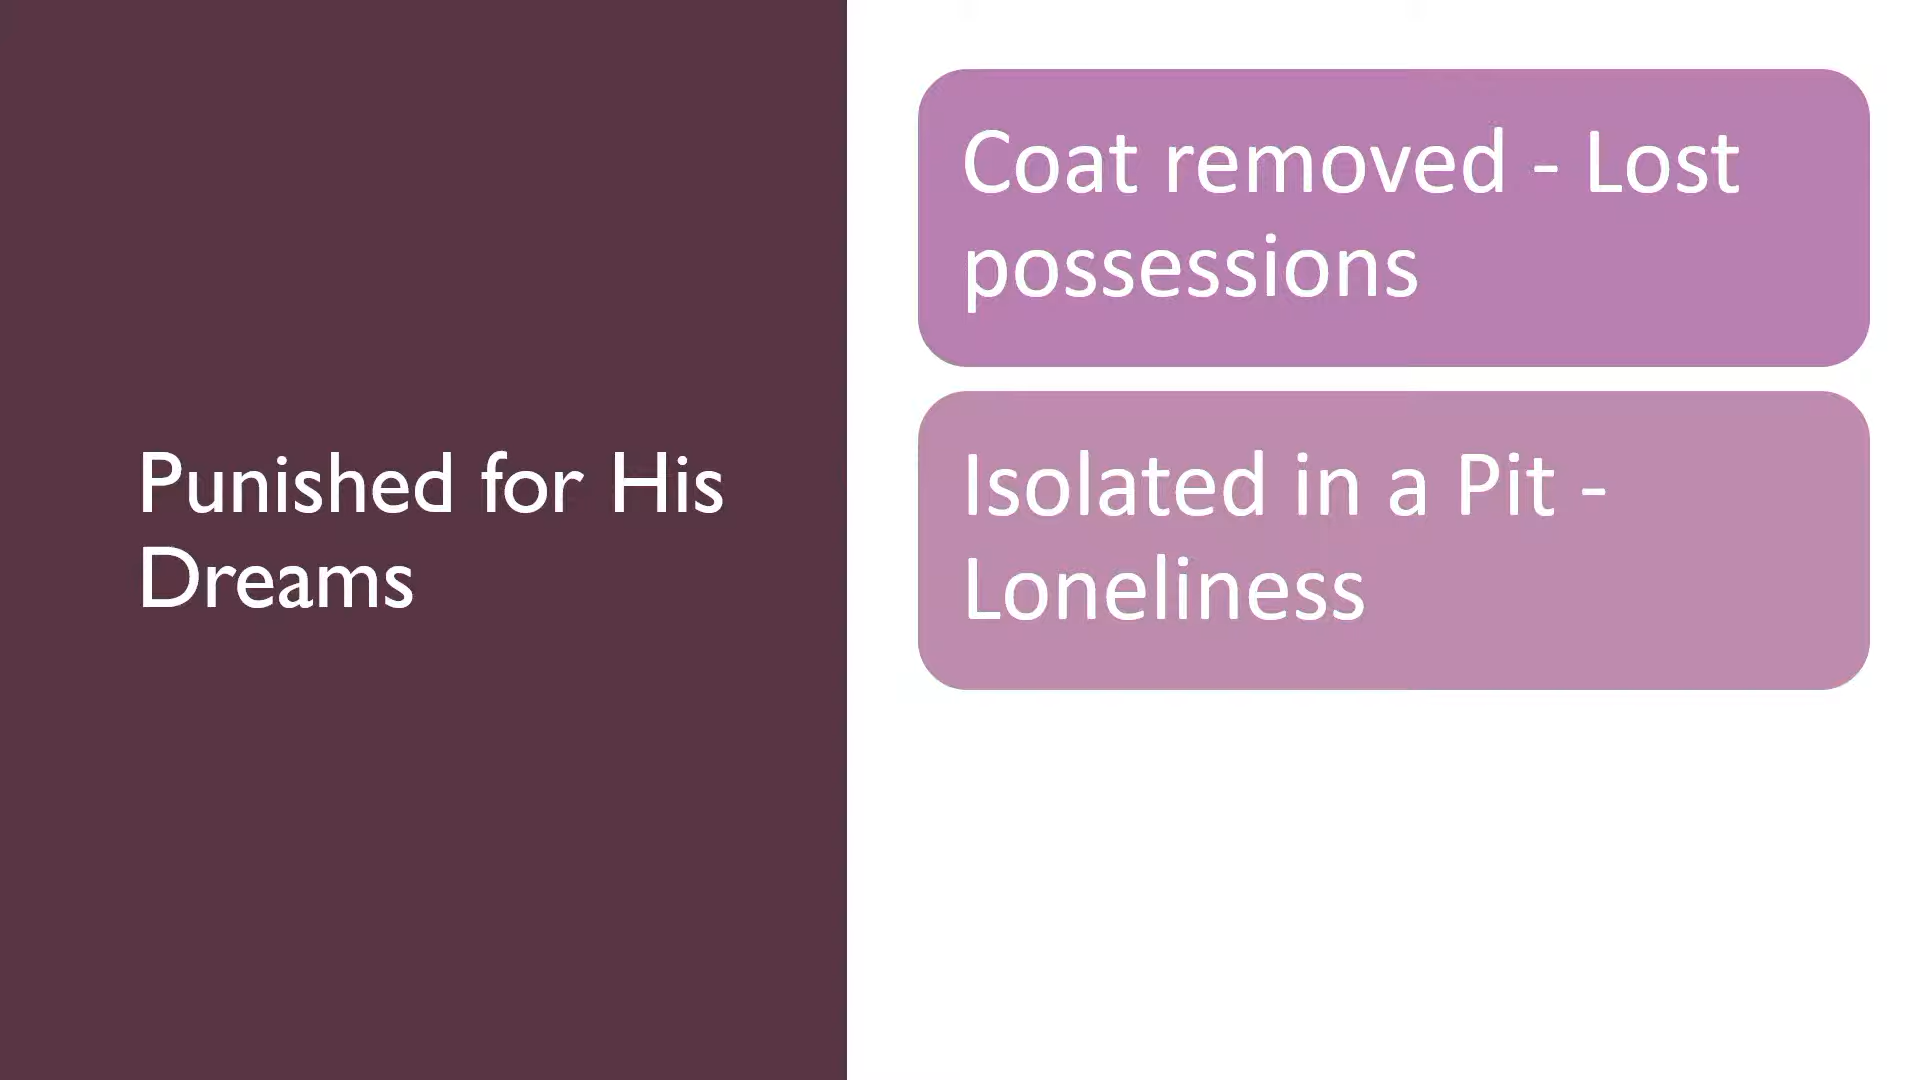 Punished for His
Dreams
Coat removed - Lost
possessions
Isolated in a Pit -
Loneliness